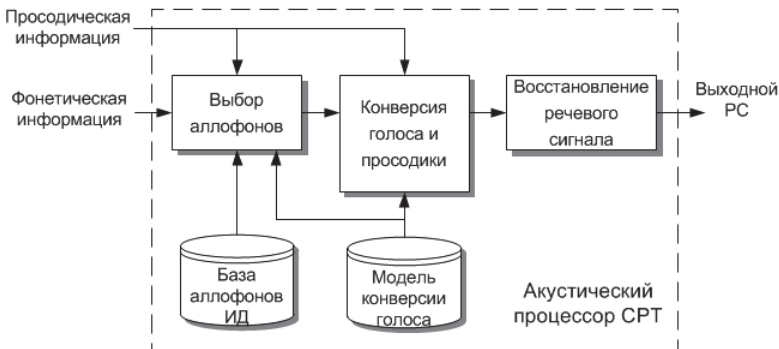 Просодическая
информация
Фонетическая
информация
Выбор
аллофонов
Конверсия
голоса и
просодики
Восстановление
речевого
сигнала
Выходной
РС
База
аллофонов
ИД
Модель
конверсии
голоса
Акустический
процессор СРТ